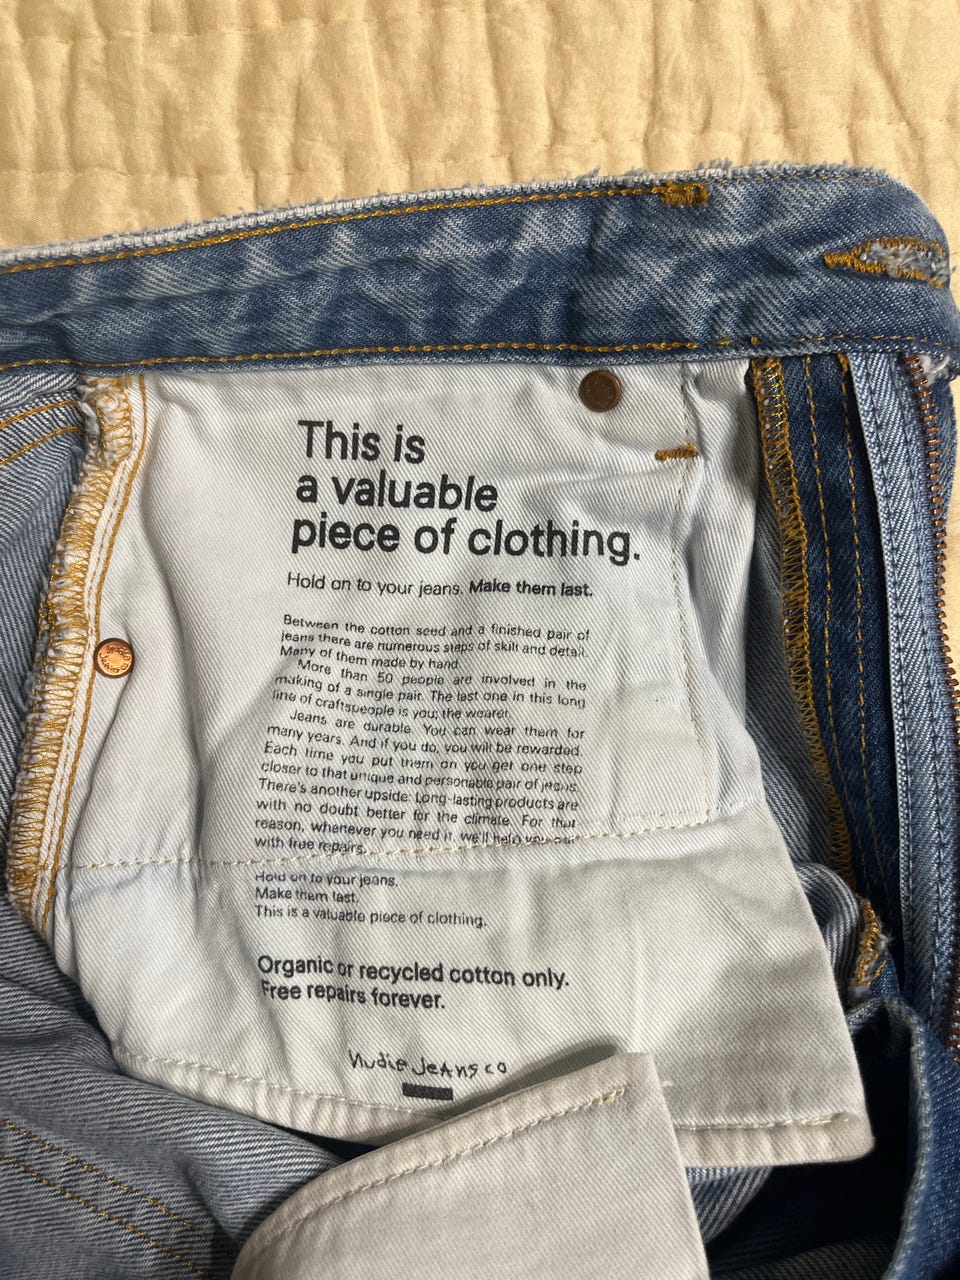 This is
a valuable
piece of clothing.
Hold on to your jeans. Make them last.
Between the cotton seed and a finished pair of
jeans there are numerous steps of skill and detail.
Many of them made by hand.
More than 50 people are involved in the
making of a single pair. The last one in this long
line of craftspeople is you; the wearer.
Jeans are durable. You can wear them for
many years. And if you do, you will be rewarded.
Each time you put them on you get one step
closer to that unique and personable pair of jeans.
There's another upside: Long-lasting products are
with no doubt better for the climate. For that
reason, whenever you need it, we'll help you out
with free repairs.
Hold on to your jeans.
Make them last.
This is a valuable piece of clothing.
Organic or recycled cotton only.
Free repairs forever.
Nudie Jeans co